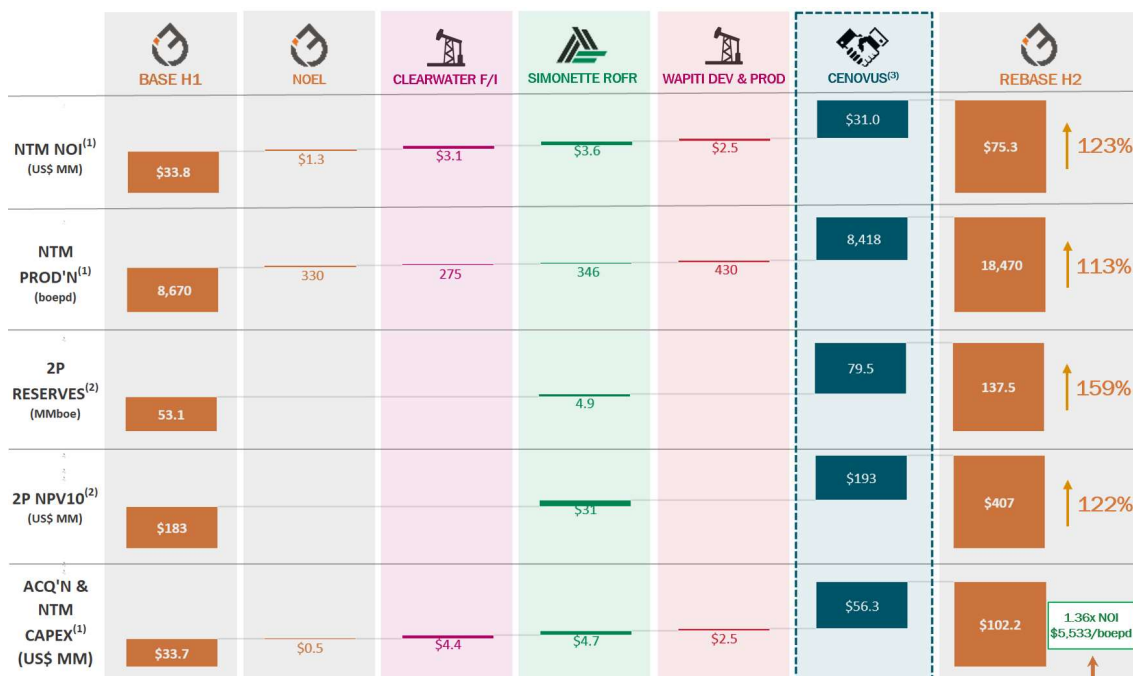 BASE H1
NOEL
CLEARWATER F/I
SIMONETTE ROFR
WAPITI DEV & PROD
CENOVUS(3)
REBASE H2
NTM NOI(1)
(US$ MM)
$33.8
$1.3
$3.1
$3.6
$2.5
$31.0
$75.3
123%
NTM
PROD'N(1)
(boepd)
8,670
330
275
346
430
8,418
18,470
113%
2P
RESERVES(2)
(MMboe)
53.1
4.9
79.5
137.5
159%
2P NPV10(2)
(US$ MM)
$183
$31
$193
$407
122%
ACQ'N &
NTM
CAPEX(1)
(US$ MM)
$33.7
$0.5
$4.4
$4.7
$2.5
$56.3
$102.2
1.36x NOI
$5,533/boepd